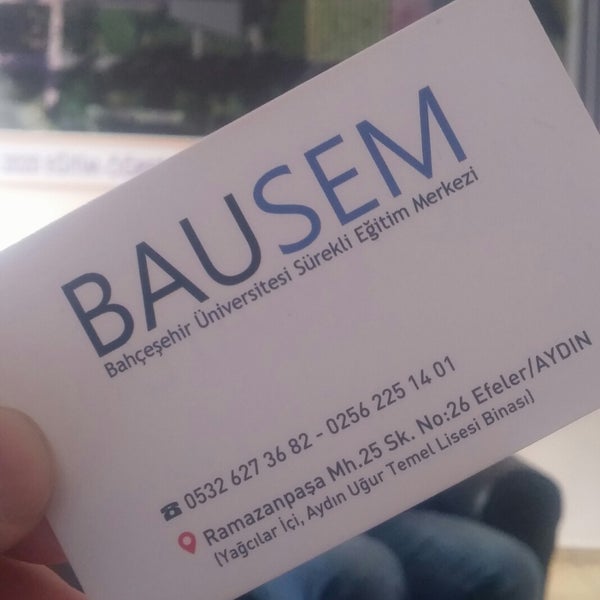 BAUSEM
Bahçeşehir Üniversitesi Sürekli Eğitim Merkezi
0532 627 36 82 - 0256 225 14 01
Ramazanpaşa Mh.25 Sk. No:26 Efeler/AYDIN
(Yağcılar İçi, Aydın Uğur Temel Lisesi Binası)